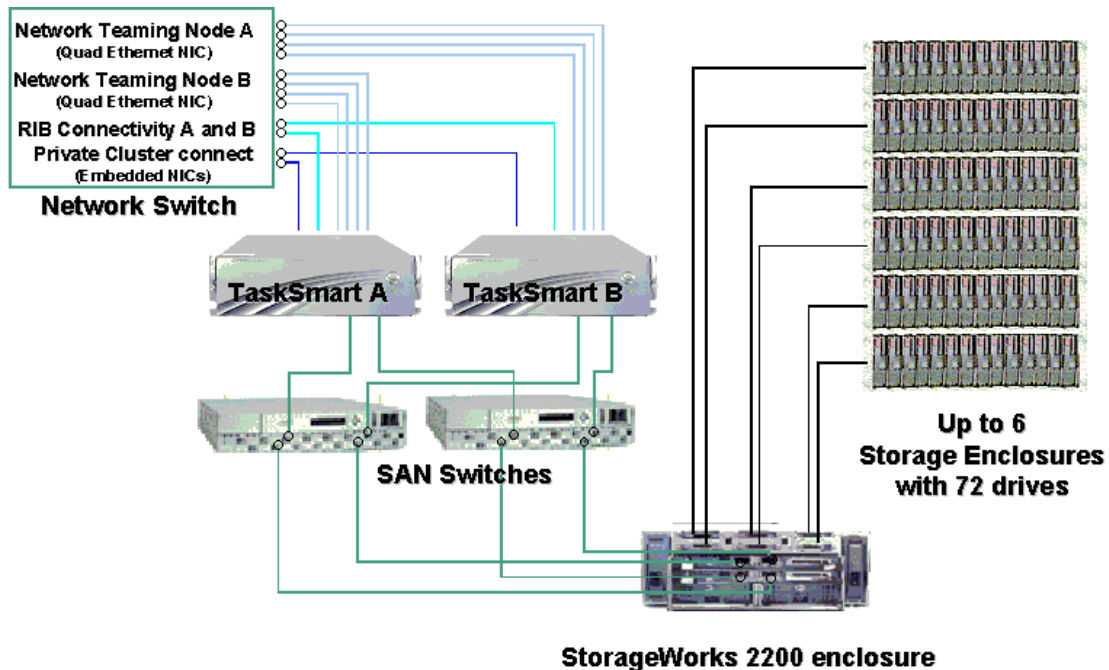 Network Teaming Node A
(Quad Ethernet NIC)
Network Teaming Node B
(Quad Ethernet NIC)
RIB Connectivity A and B
Private Cluster connect
(Embedded NICs)
Network Switch
TaskSmart A
TaskSmart B
SAN Switches
Up to 6
Storage Enclosures
with 72 drives
StorageWorks 2200 enclosure